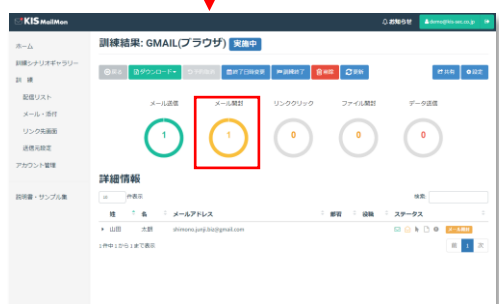 KIS MailMon
お知らせ
demo@kis-sec.co.jp
ホーム
訓練シナリオギャラリー
訓 練
配信リスト
メール・添付
リンク先画面
送信元設定
アカウント管理
説明書・サンプル集
訓練結果: GMAIL(ブラウザ) 実施中
戻る ダウンロード 終了日時変更 訓練終了 削除 更新 共有 設定
メール送信 メール開封 リンククリック ファイル開封 データ送信
1 1 0 0 0
詳細情報
10 件表示
検索:
姓 名 メールアドレス 部署 役職 ステータス
山田 太郎 メール開封
1 件中 1 から 1 まで表示
前 1 次